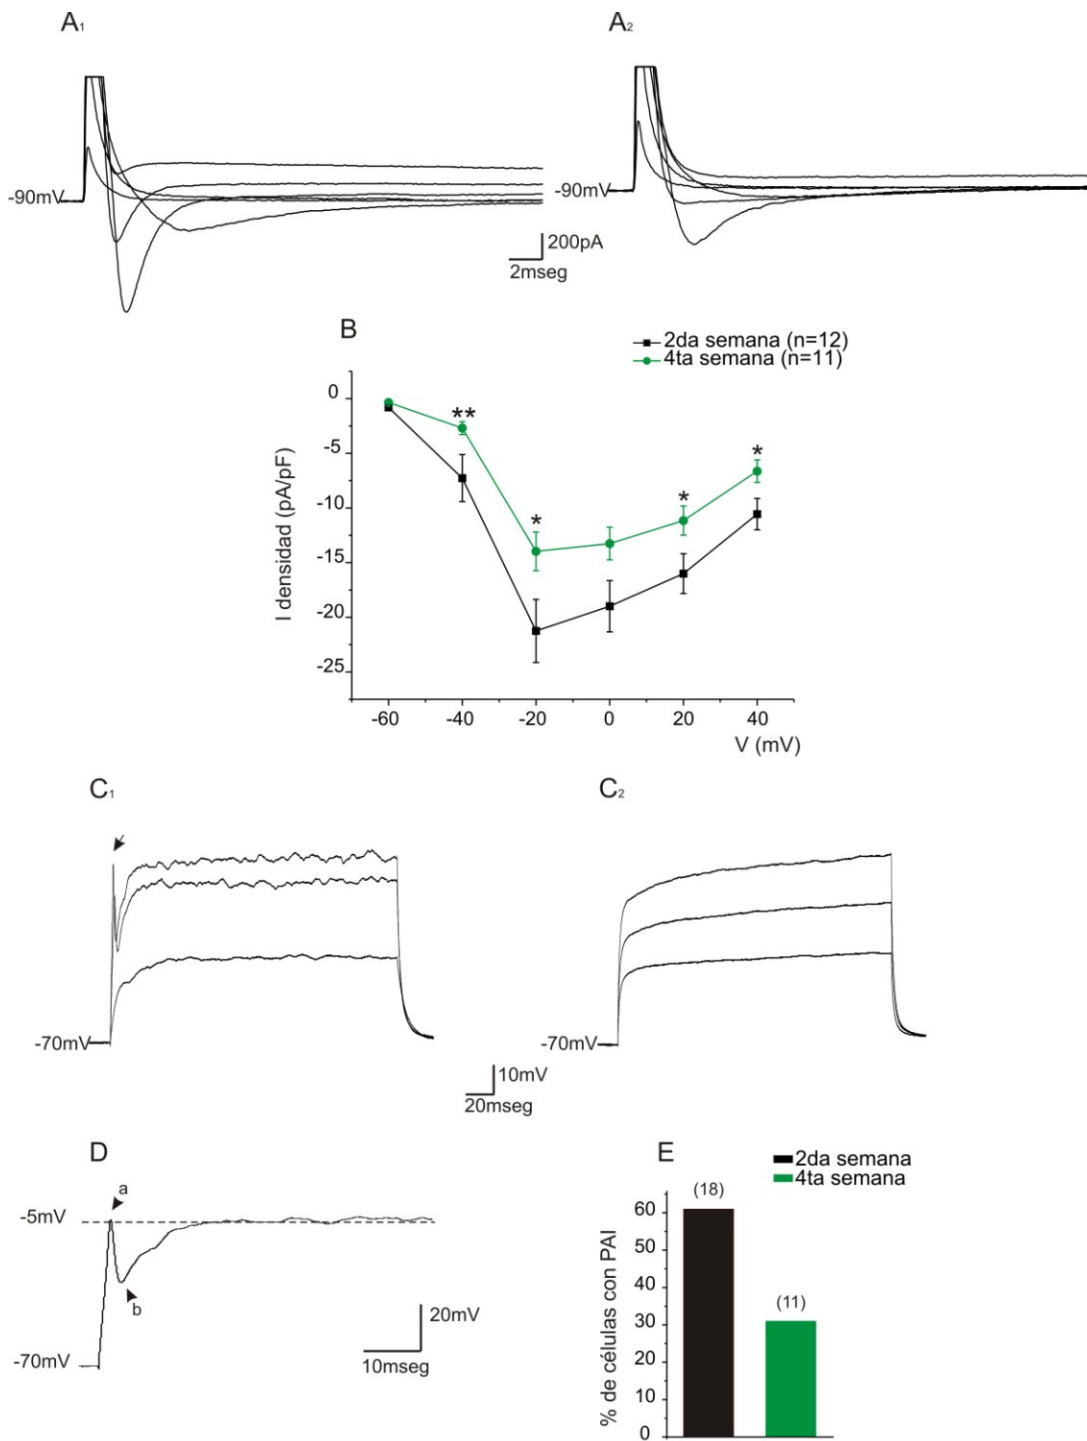 A1
A2
-90mV
-90mV
200pA
2mseg
B
2da semana (n=12)
4ta semana (n=11)
0
-5
-10
-15
-20
-25
I densidad (pA/pF)
**
*
*
*
-60 -40 -20 0 20 40
V (mV)
C1
C2
-70mV
-70mV
10mV
20mseg
D
a
-5mV
b
-70mV
20mV
10mseg
E
2da semana
4ta semana
(18)
(11)
60
50
40
30
20
10
0
% de células con PAI